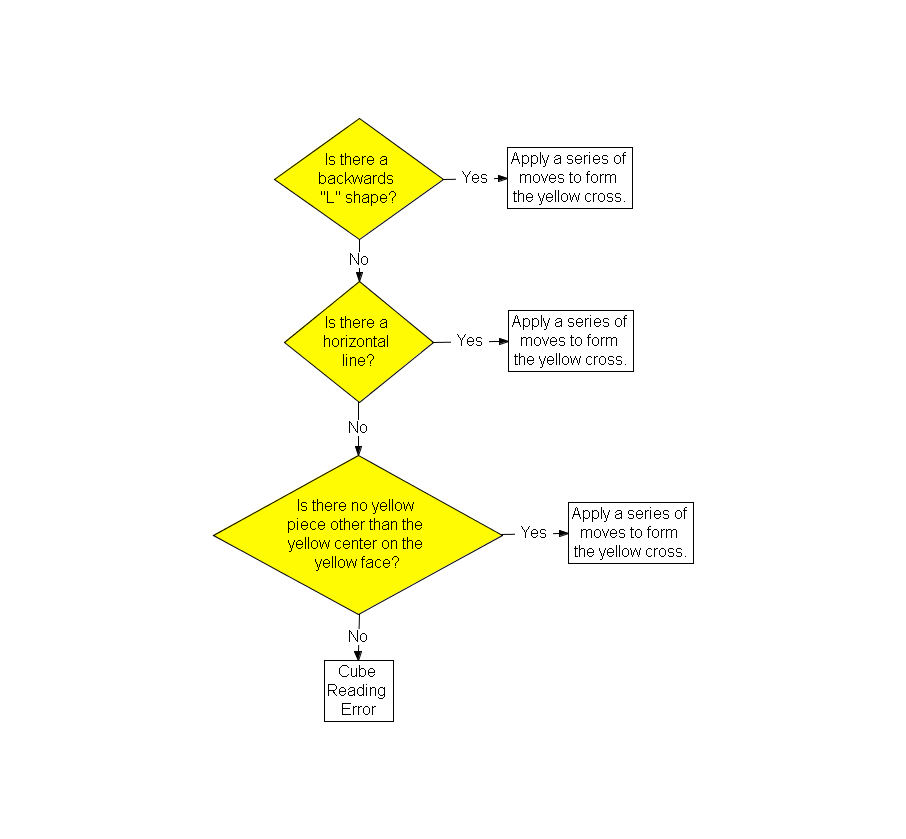 Is there a
backwards
"L" shape?
Yes
Apply a series of
moves to form
the yellow cross.
No
Is there a
horizontal
line?
Yes
Apply a series of
moves to form
the yellow cross.
No
Is there no yellow
piece other than the
yellow center on the
yellow face?
Yes
Apply a series of
moves to form
the yellow cross.
No
Cube
Reading
Error